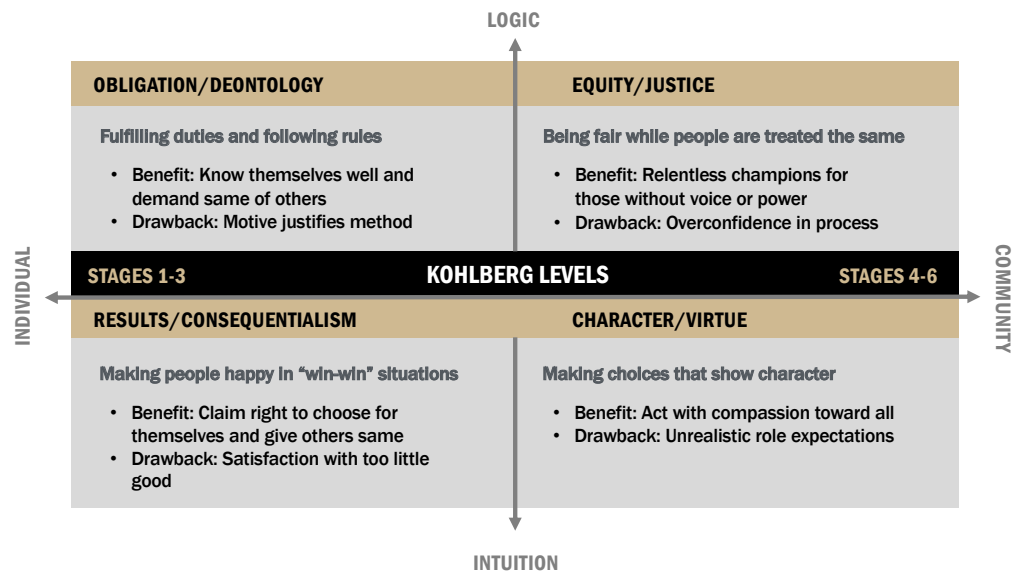 LOGIC
OBLIGATION/DEONTOLOGY
Fulfilling duties and following rules
• Benefit: Know themselves well and
demand same of others
• Drawback: Motive justifies method
EQUITY/JUSTICE
Being fair while people are treated the same
• Benefit: Relentless champions for
those without voice or power
• Drawback: Overconfidence in process
INDIVIDUAL
STAGES 1-3
KOHLBERG LEVELS
STAGES 4-6
COMMUNITY
RESULTS/CONSEQUENTIALISM
Making people happy in “win-win” situations
• Benefit: Claim right to choose for
themselves and give others same
• Drawback: Satisfaction with too little
good
CHARACTER/VIRTUE
Making choices that show character
• Benefit: Act with compassion toward all
• Drawback: Unrealistic role expectations
INTUITION